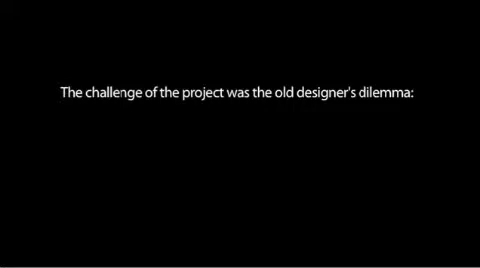 The challenge of the project was the old designer's dilemma: